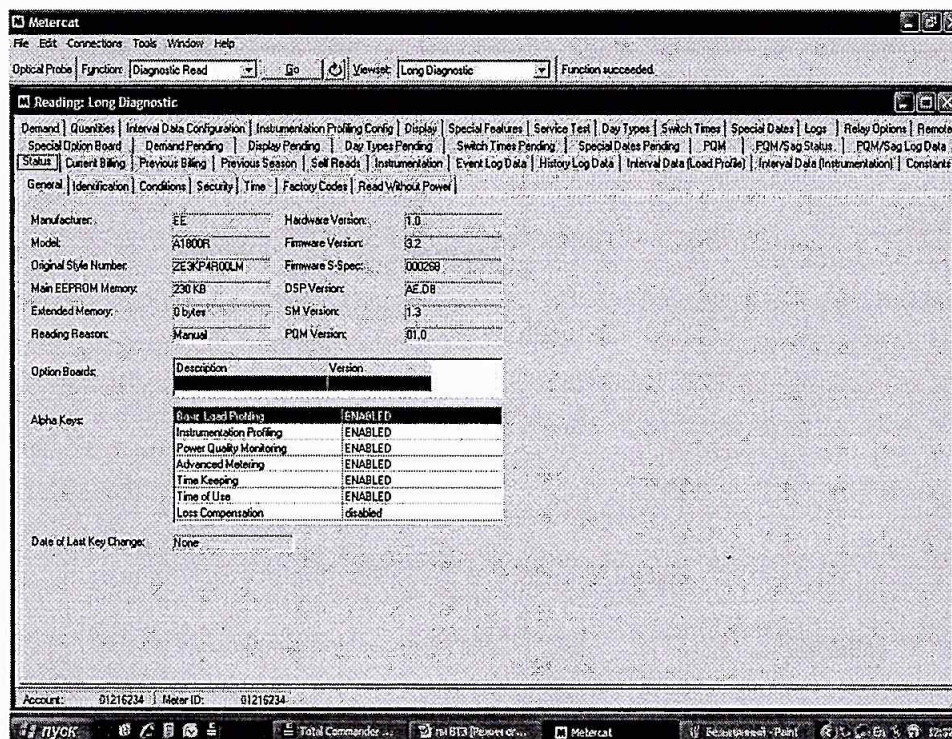 Metercat
File Edit Connections Tools Window Help
Optical Probe Function: Diagnostic Read Go Viewset: Long Diagnostic Function succeeded.
Reading: Long Diagnostic
Demand Quantities Interval Data Configuration Instrumentation Profiling Config Display Special Features Service Test Day Types Switch Times Special Dates Logs Relay Options Remote
Special Option Board Demand Pending Display Pending Day Types Pending Switch Times Pending Special Dates Pending PQM PQM/Sag Status PQM/Sag Log Data
Status Current Billing Previous Billing Previous Season Self Reads Instrumentation Event Log Data History Log Data Interval Data (Load Profile) Interval Data (Instrumentation) Constants
General Identification Conditions Security Time Factory Codes Read Without Power
Manufacturer: EE Hardware Version: 1.0
Model: A1800R Firmware Version: 3.2
Original Style Number: ZE3KP4R00LM Firmware S-Spec: 000268
Main EEPROM Memory: 230 KB DSP Version: AE.D8
Extended Memory: 0 bytes SM Version: 1.3
Reading Reason: Manual PQM Version: 01.0
Option Boards: Description Version
Alpha Keys: Basic Load Profiling ENABLED
Instrumentation Profiling ENABLED
Power Quality Monitoring ENABLED
Advanced Metering ENABLED
Time Keeping ENABLED
Time of Use ENABLED
Loss Compensation disabled
Date of Last Key Change: None
Account: 01216234 Meter ID: 01216234
пуск Total Commander ... Metercat Безымянный - Paint En